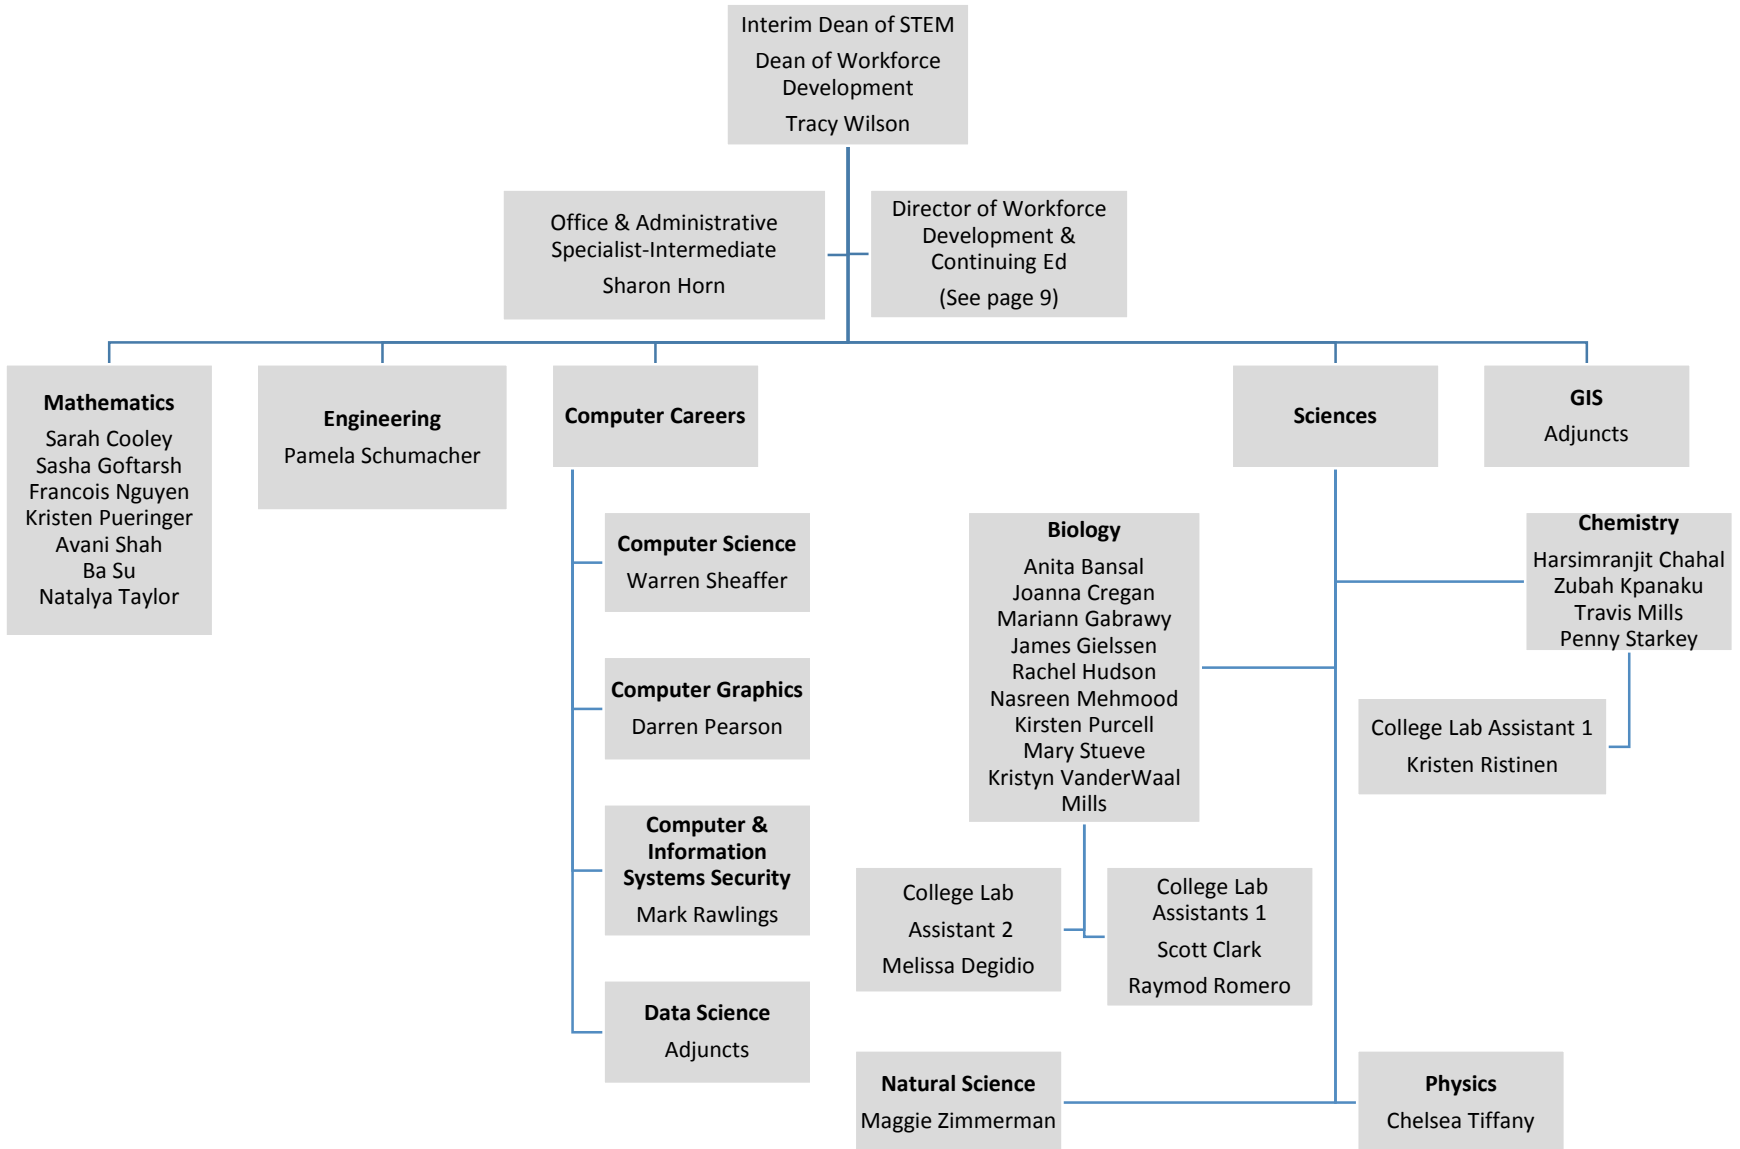 Interim Dean of STEM
Dean of Workforce
Development
Tracy Wilson
Office & Administrative
Specialist-Intermediate
Sharon Horn
Director of Workforce
Development &
Continuing Ed
(See page 9)
Mathematics
Sarah Cooley
Sasha Goftarsh
Francois Nguyen
Kristen Pueringer
Avani Shah
Ba Su
Natalya Taylor
Engineering
Pamela Schumacher
Computer Careers
Computer Science
Warren Sheaffer
Computer Graphics
Darren Pearson
Computer &
Information
Systems Security
Mark Rawlings
Data Science
Adjuncts
Sciences
Biology
Anita Bansal
Joanna Cregan
Mariann Gabrawy
James Gielssen
Rachel Hudson
Nasreen Mehmood
Kirsten Purcell
Mary Stueve
Kristyn VanderWaal
Mills
College Lab
Assistant 2
Melissa Degidio
College Lab
Assistants 1
Scott Clark
Raymod Romero
Chemistry
Harsimranjit Chahal
Zubah Kpanaku
Travis Mills
Penny Starkey
College Lab Assistant 1
Kristen Ristinen
Natural Science
Maggie Zimmerman
Physics
Chelsea Tiffany
GIS
Adjuncts